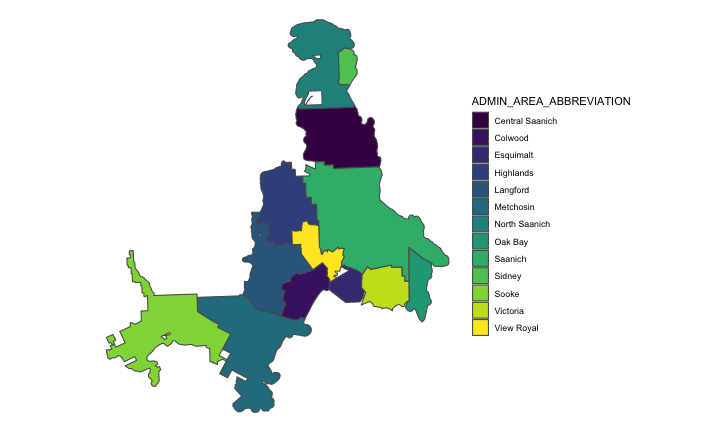 ADMIN_AREA_ABBREVIATION
Central Saanich
Colwood
Esquimalt
Highlands
Langford
Metchosin
North Saanich
Oak Bay
Saanich
Sidney
Sooke
Victoria
View Royal